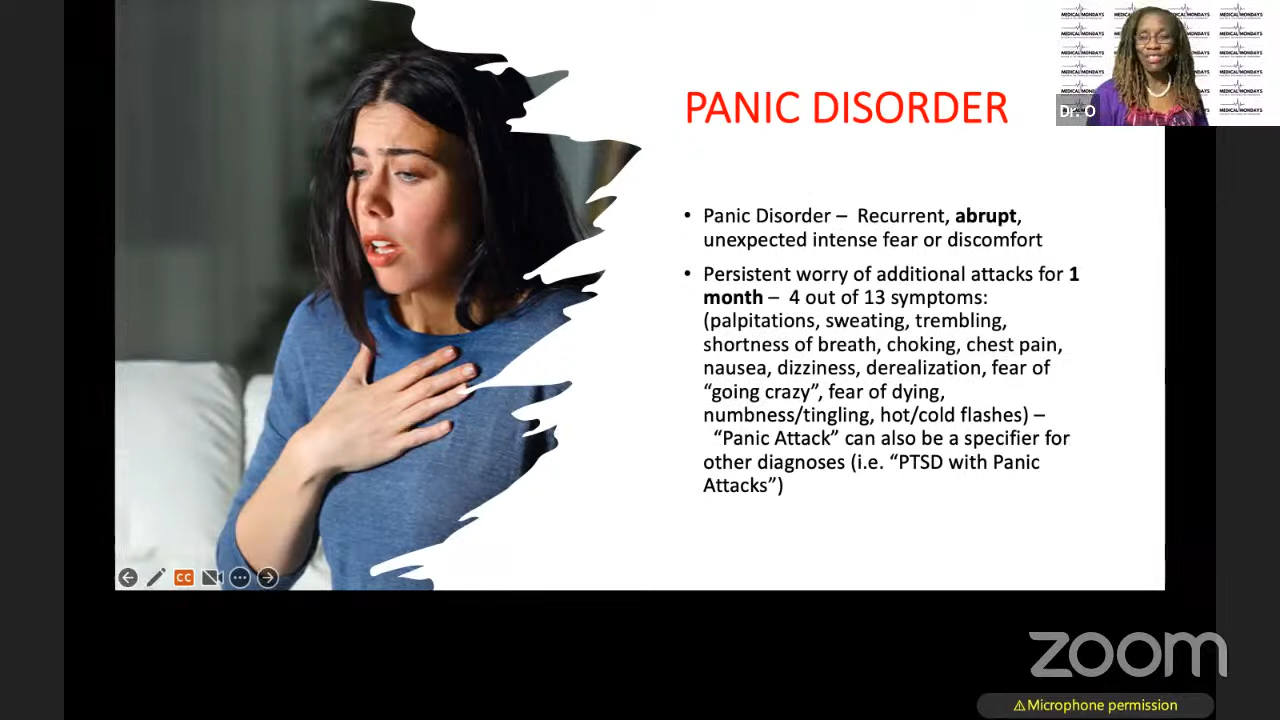 PANIC DISORDER
• Panic Disorder – Recurrent, abrupt,
unexpected intense fear or discomfort
• Persistent worry of additional attacks for 1
month – 4 out of 13 symptoms:
(palpitations, sweating, trembling,
shortness of breath, choking, chest pain,
nausea, dizziness, derealization, fear of
“going crazy”, fear of dying,
numbness/tingling, hot/cold flashes) –
“Panic Attack” can also be a specifier for
other diagnoses (i.e. “PTSD with Panic
Attacks”)
MEDICAL MONDAYS
Dr. O
CC
zoom
⚠Microphone permission